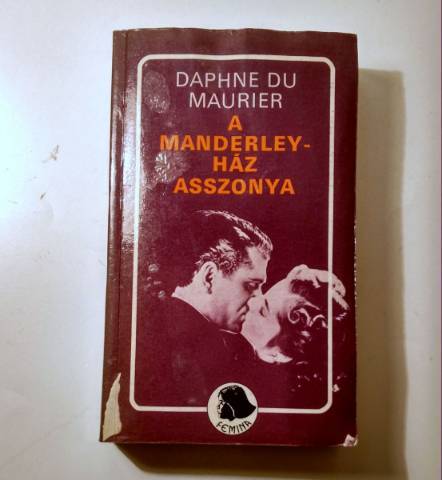 DAPHNE DU
MAURIER
A
MANDERLEY-
HÁZ
ASSZONYA
FEMINA